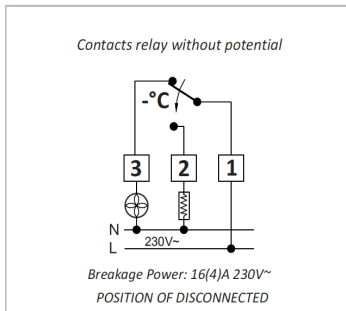 Contacts relay without potential
-°C
3 2 1
N
L 230V~
Breakage Power: 16(4)A 230V~
POSITION OF DISCONNECTED